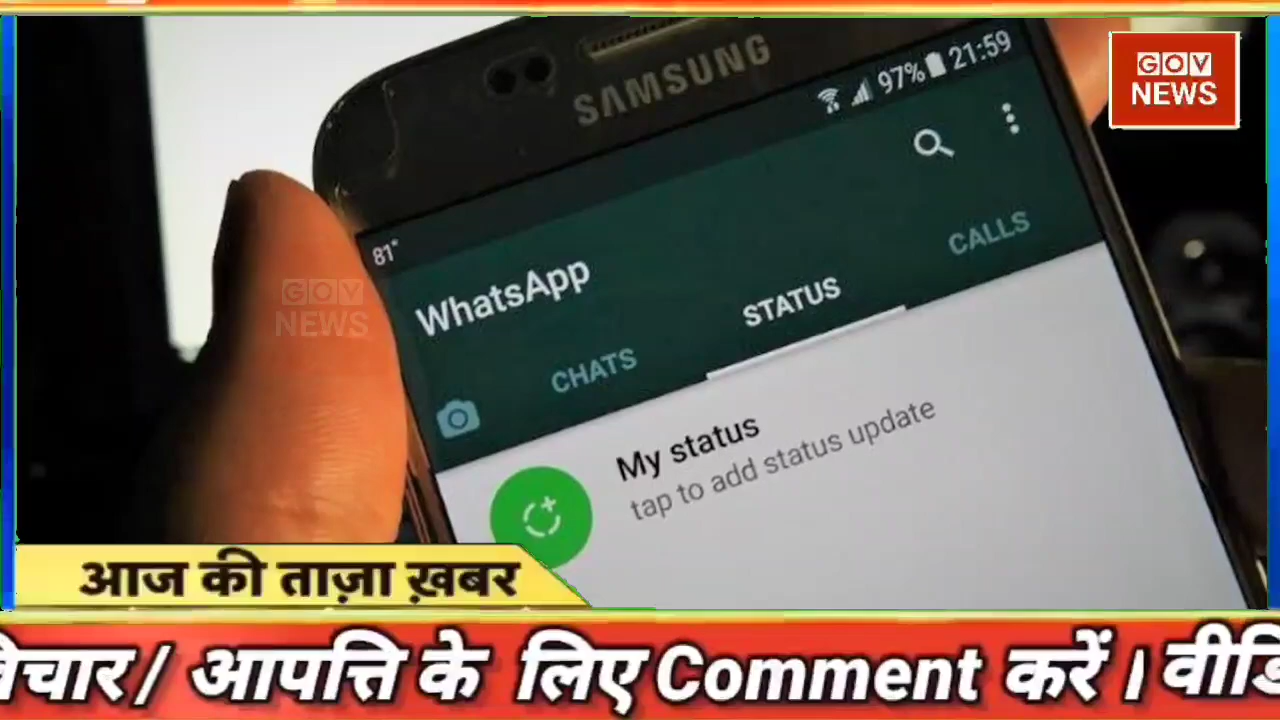 SAMSUNG
97% 21:59
GOV
NEWS
81°
WhatsApp
GOV
NEWS
CHATS
STATUS
CALLS
My status
tap to add status update
आज की ताज़ा ख़बर
विचार / आपत्ति के लिए Comment करें ।